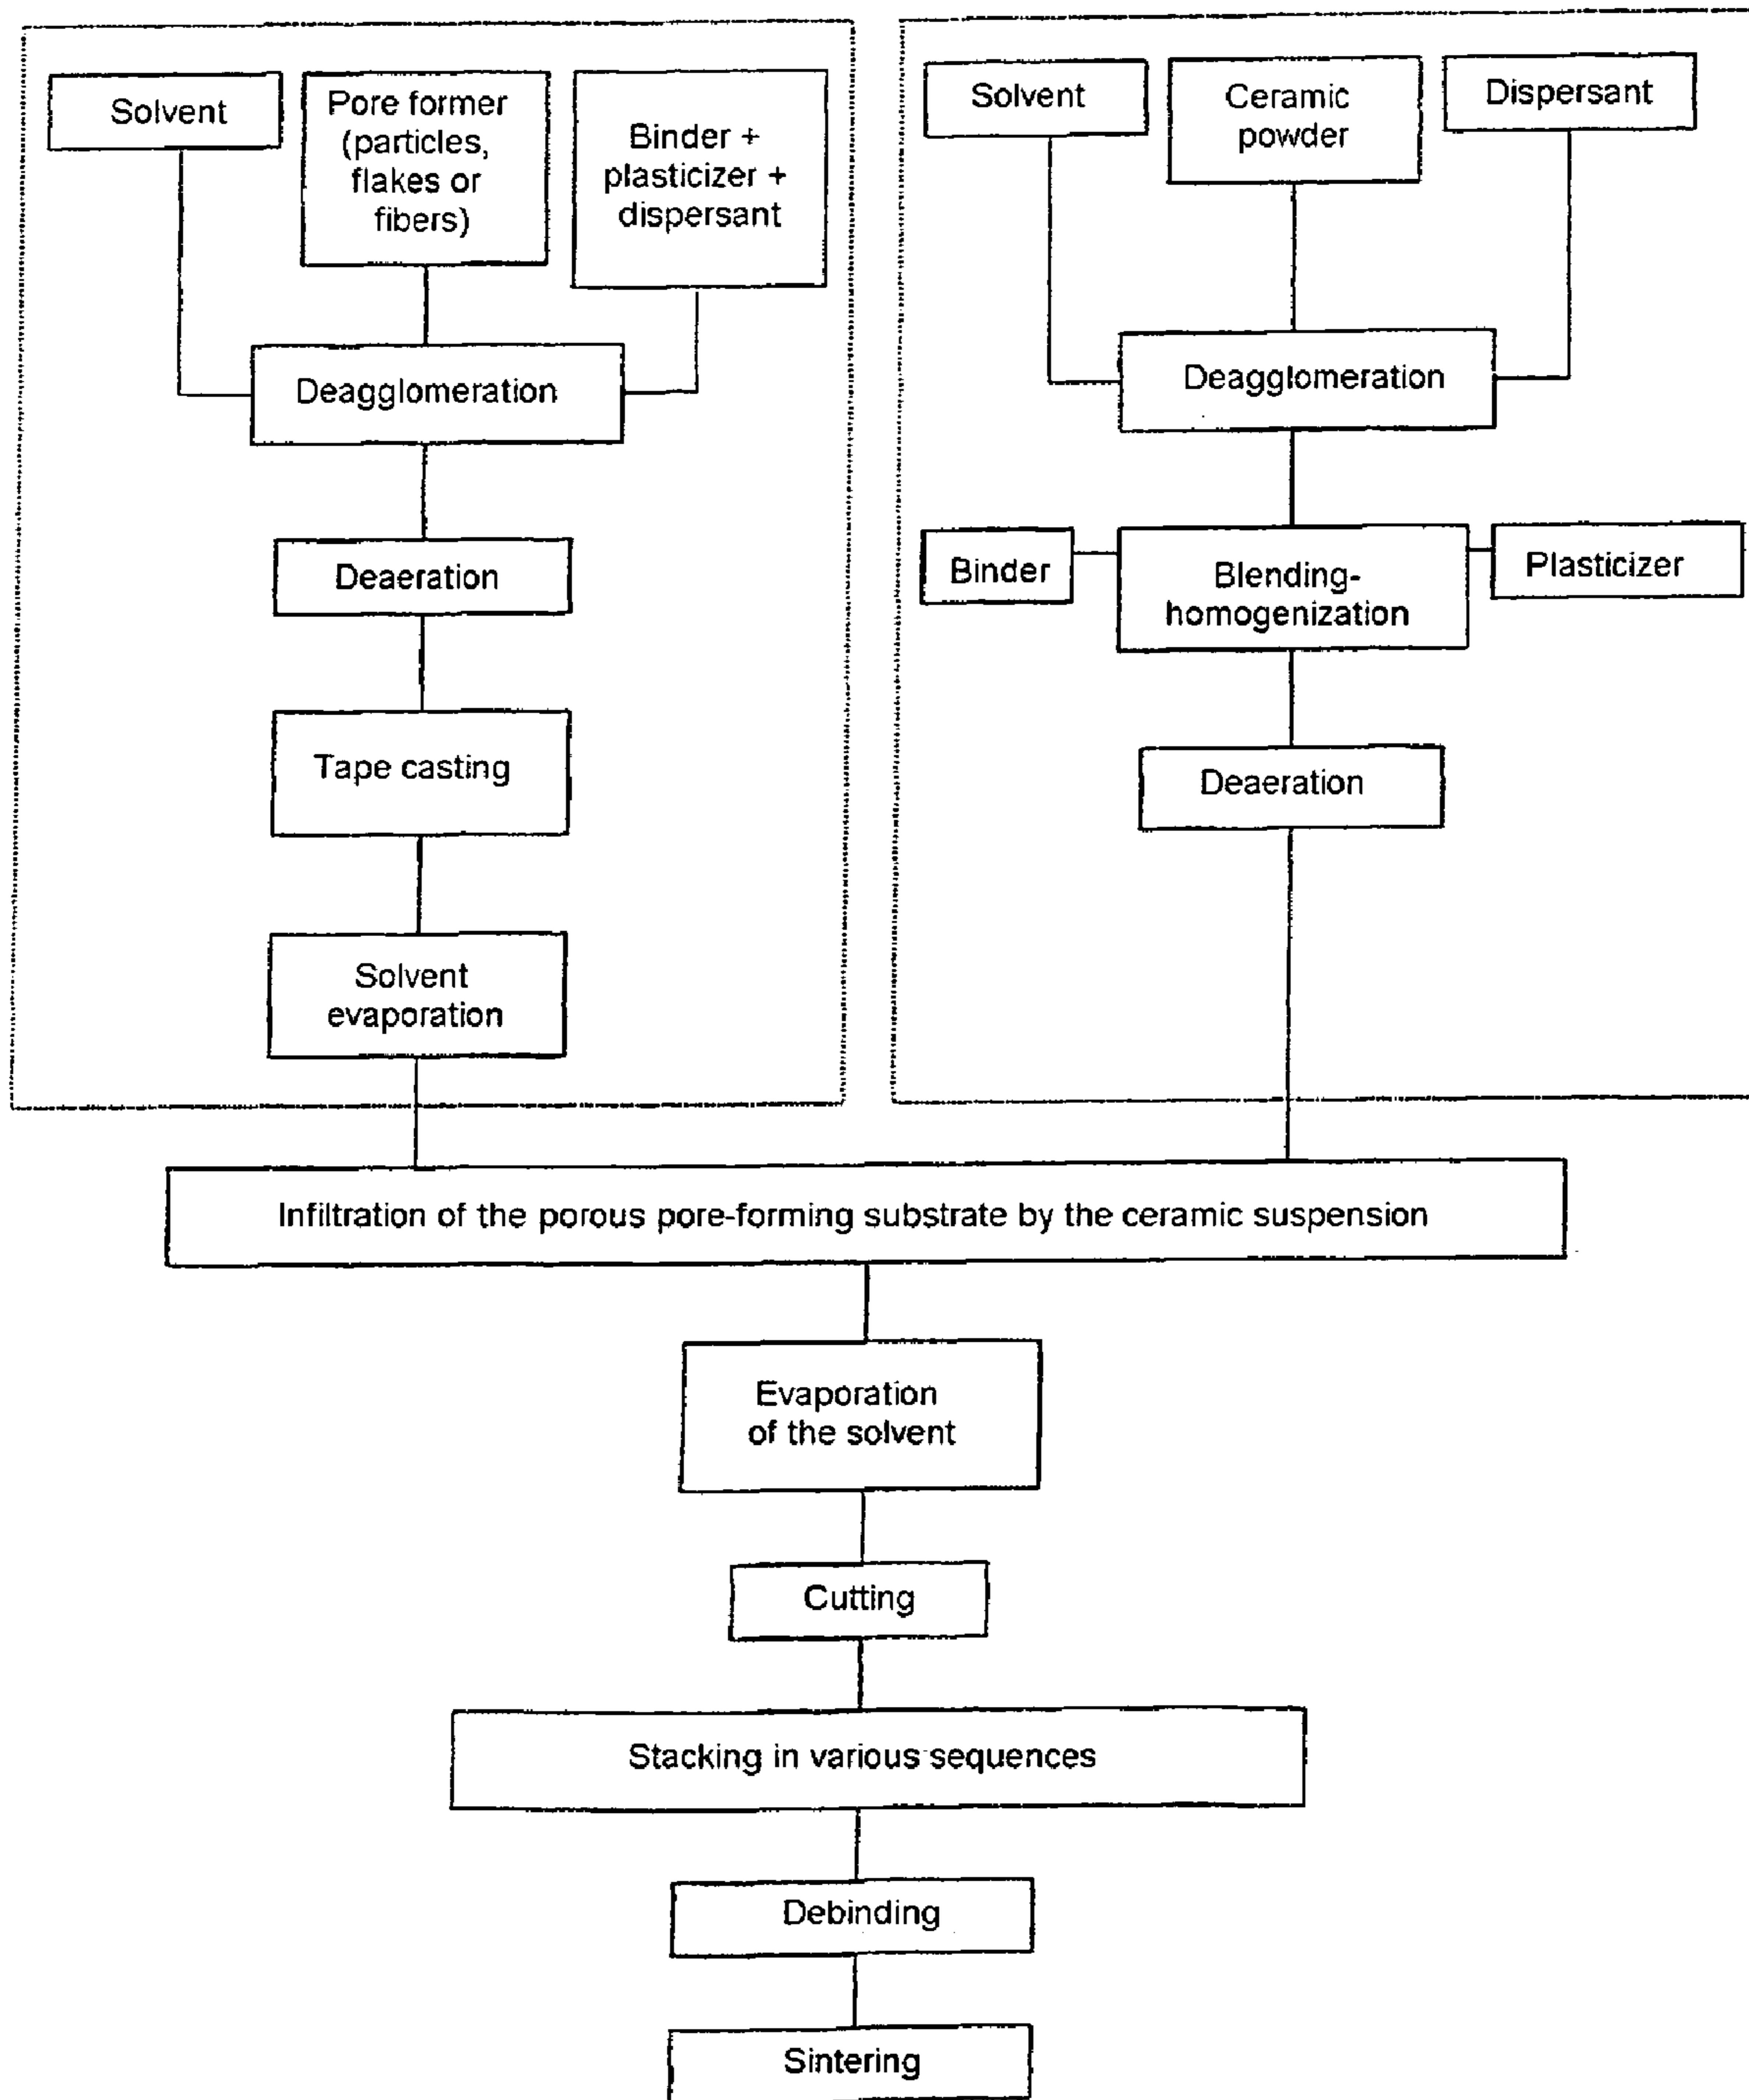 Solvent
Pore former
(particles,
flakes or
fibers)
Binder +
plasticizer +
dispersant
Deagglomeration
Deaeration
Tape casting
Solvent
evaporation
Solvent
Ceramic
powder
Dispersant
Deagglomeration
Binder
Blending-
homogenization
Plasticizer
Deaeration
Infiltration of the porous pore-forming substrate by the ceramic suspension
Evaporation
of the solvent
Cutting
Stacking in various sequences
Debinding
Sintering